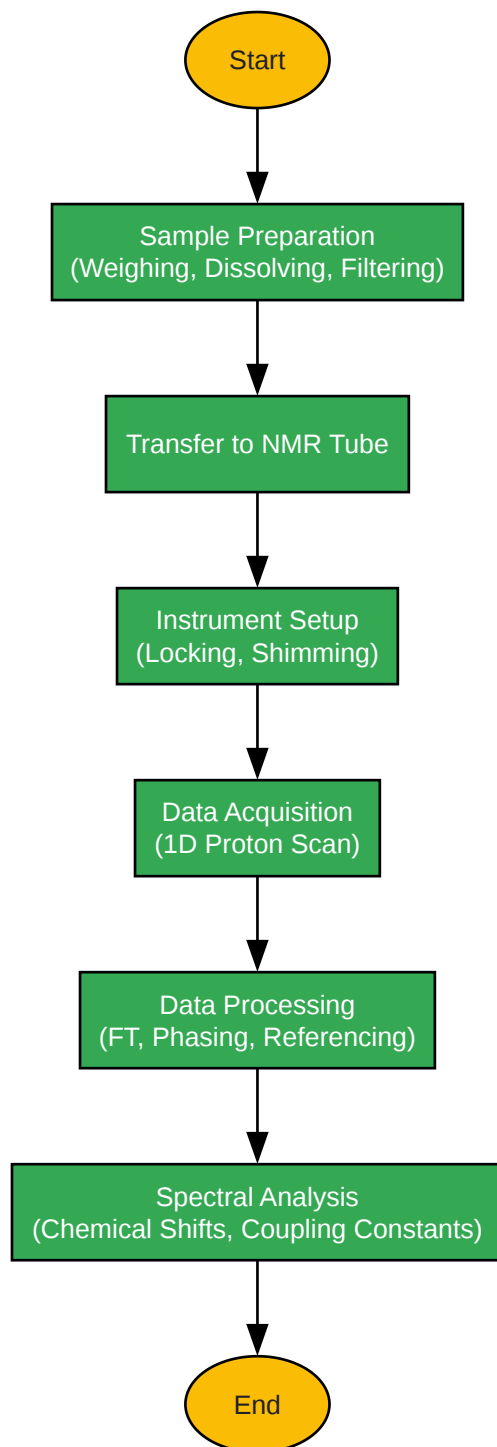 Start
Sample Preparation
(Weighing, Dissolving, Filtering)
Transfer to NMR Tube
Instrument Setup
(Locking, Shimming)
Data Acquisition
(1D Proton Scan)
Data Processing
(FT, Phasing, Referencing)
Spectral Analysis
(Chemical Shifts, Coupling Constants)
End